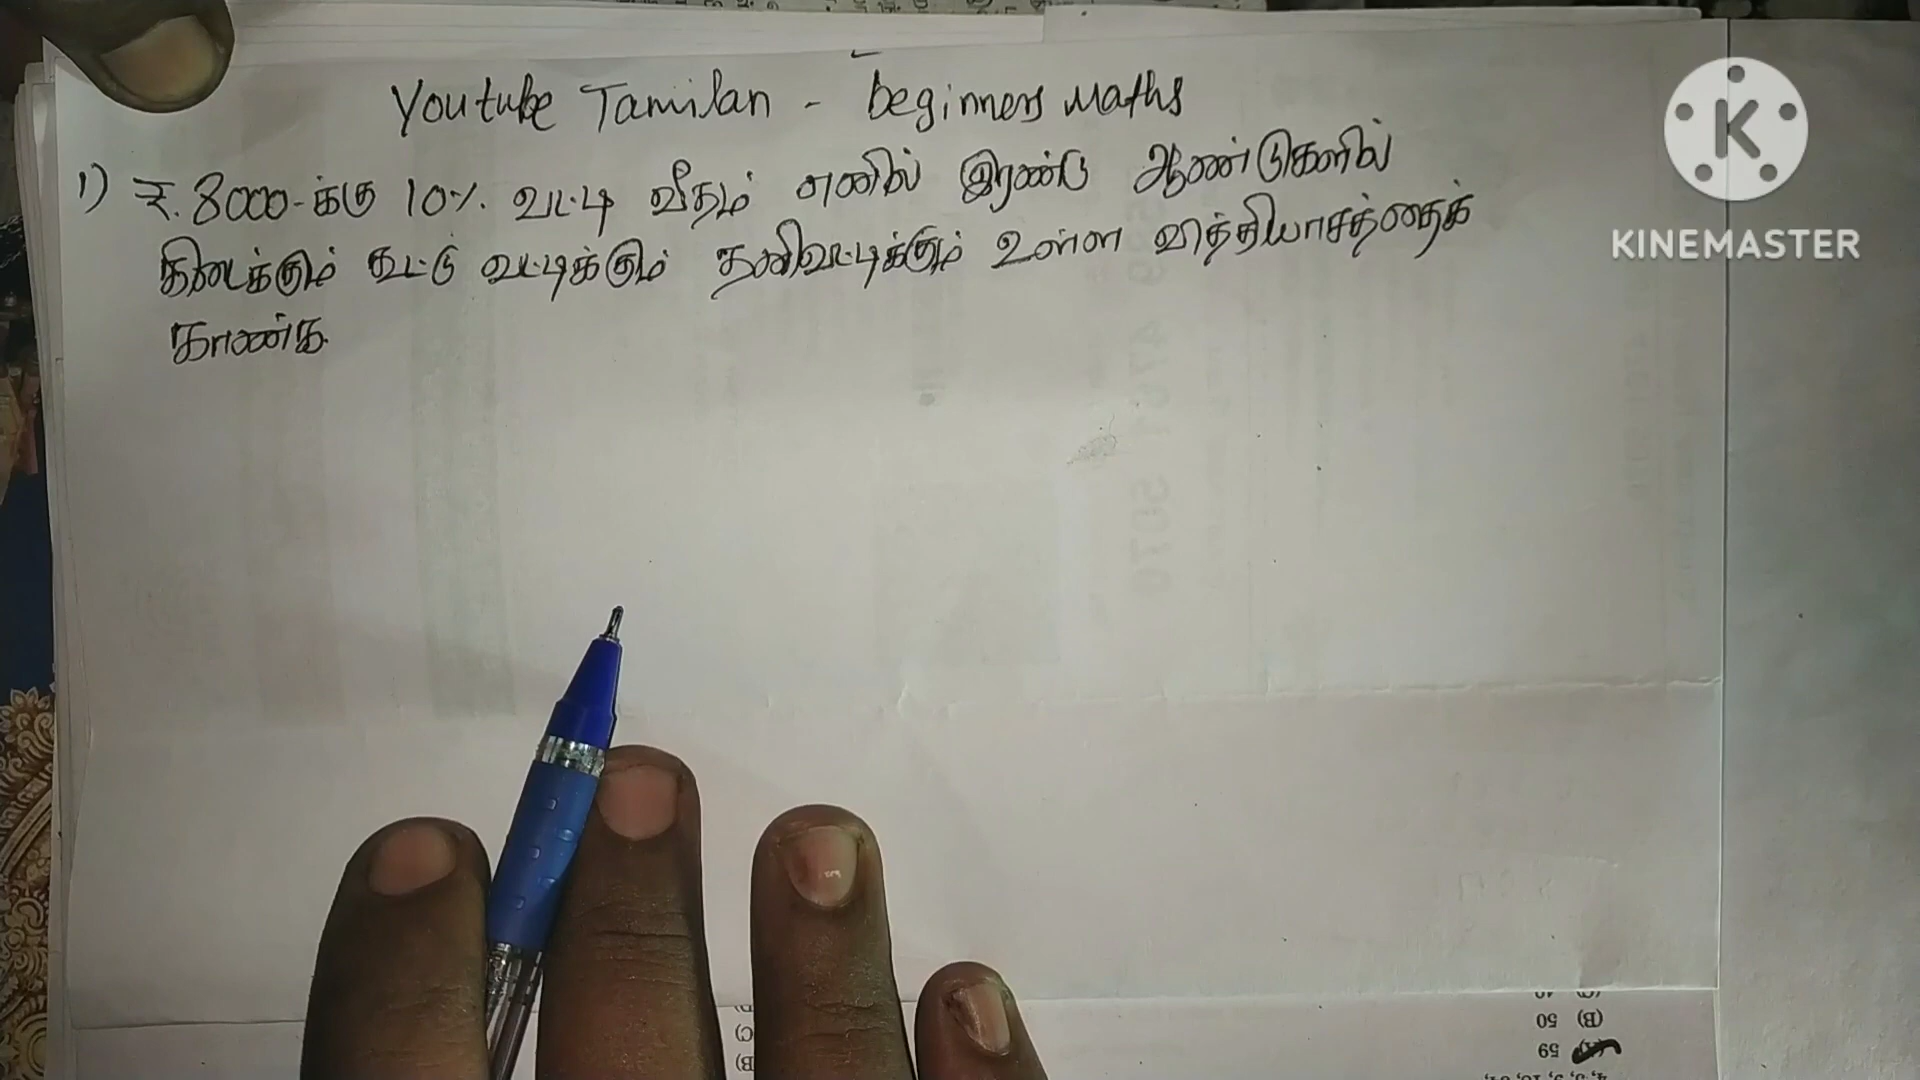 Youtube Tamilan - beginners Maths
1) ₹. 8000-க்கு 10%. வட்டி வீதம் எனில் இரண்டு ஆண்டுகளில்
கிடைக்கும் கூட்டு வட்டிக்கும் தனிவட்டிக்கும் உள்ள வித்தியாசத்தைக்
காண்க.
KINEMASTER
(B) 50
59